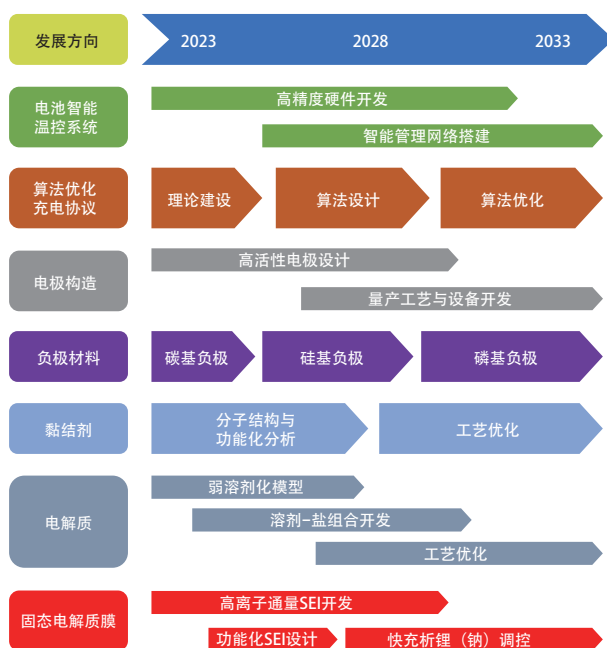 发展方向
2023
2028
2033
电池智能
温控系统
高精度硬件开发
智能管理网络搭建
算法优化
充电协议
理论建设
算法设计
算法优化
电极构造
高活性电极设计
量产工艺与设备开发
负极材料
碳基负极
硅基负极
磷基负极
黏结剂
分子结构与
功能化分析
工艺优化
电解质
弱溶剂化模型
溶剂-盐组合开发
工艺优化
固态电解质膜
高离子通量SEI开发
功能化SEI设计
快充析锂（钠）调控